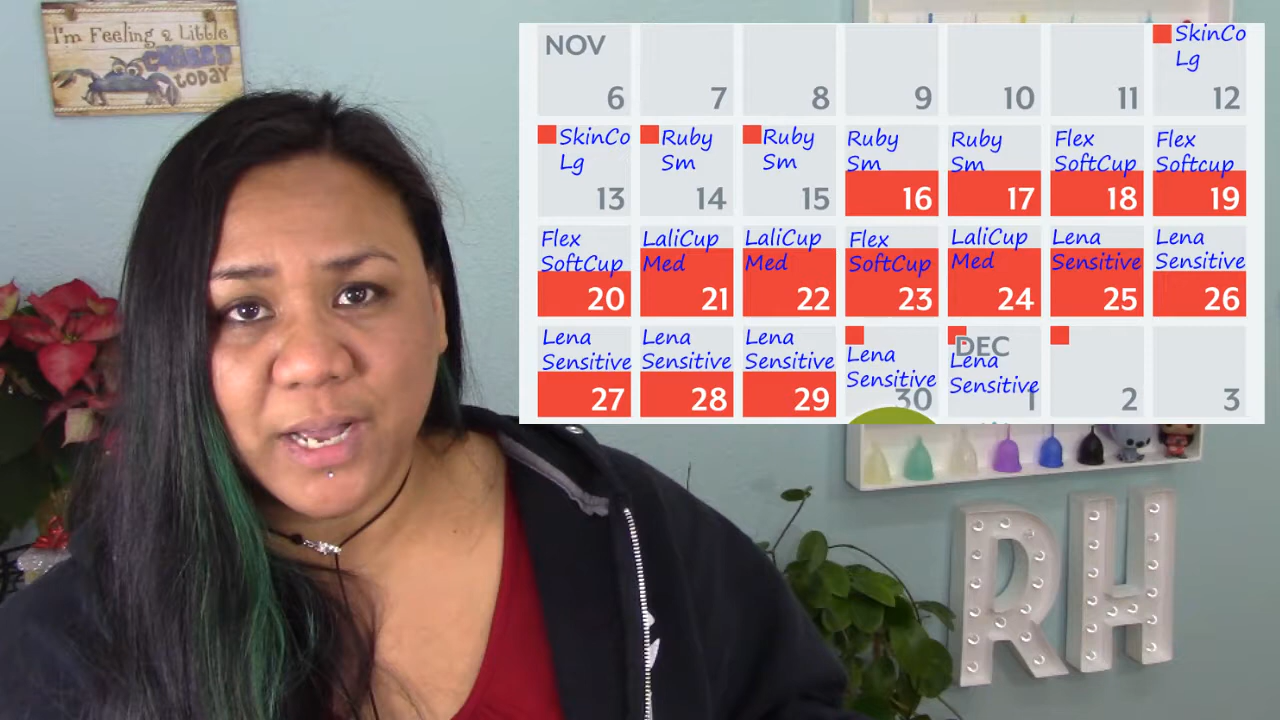 I'm Feeling a Little
today
NOV
SkinCo
Lg
6 7 8 9 10 11 12
SkinCo
Lg
Ruby
Sm
Ruby
Sm
Ruby
Sm
Ruby
Sm
Flex
SoftCup
Flex
Softcup
13 14 15 16 17 18 19
Flex
SoftCup
LaliCup
Med
LaliCup
Med
Flex
SoftCup
LaliCup
Med
Lena
Sensitive
Lena
Sensitive
20 21 22 23 24 25 26
Lena
Sensitive
Lena
Sensitive
Lena
Sensitive
Lena
Sensitive
DEC
Lena
Sensitive
27 28 29 30 1 2 3
RH